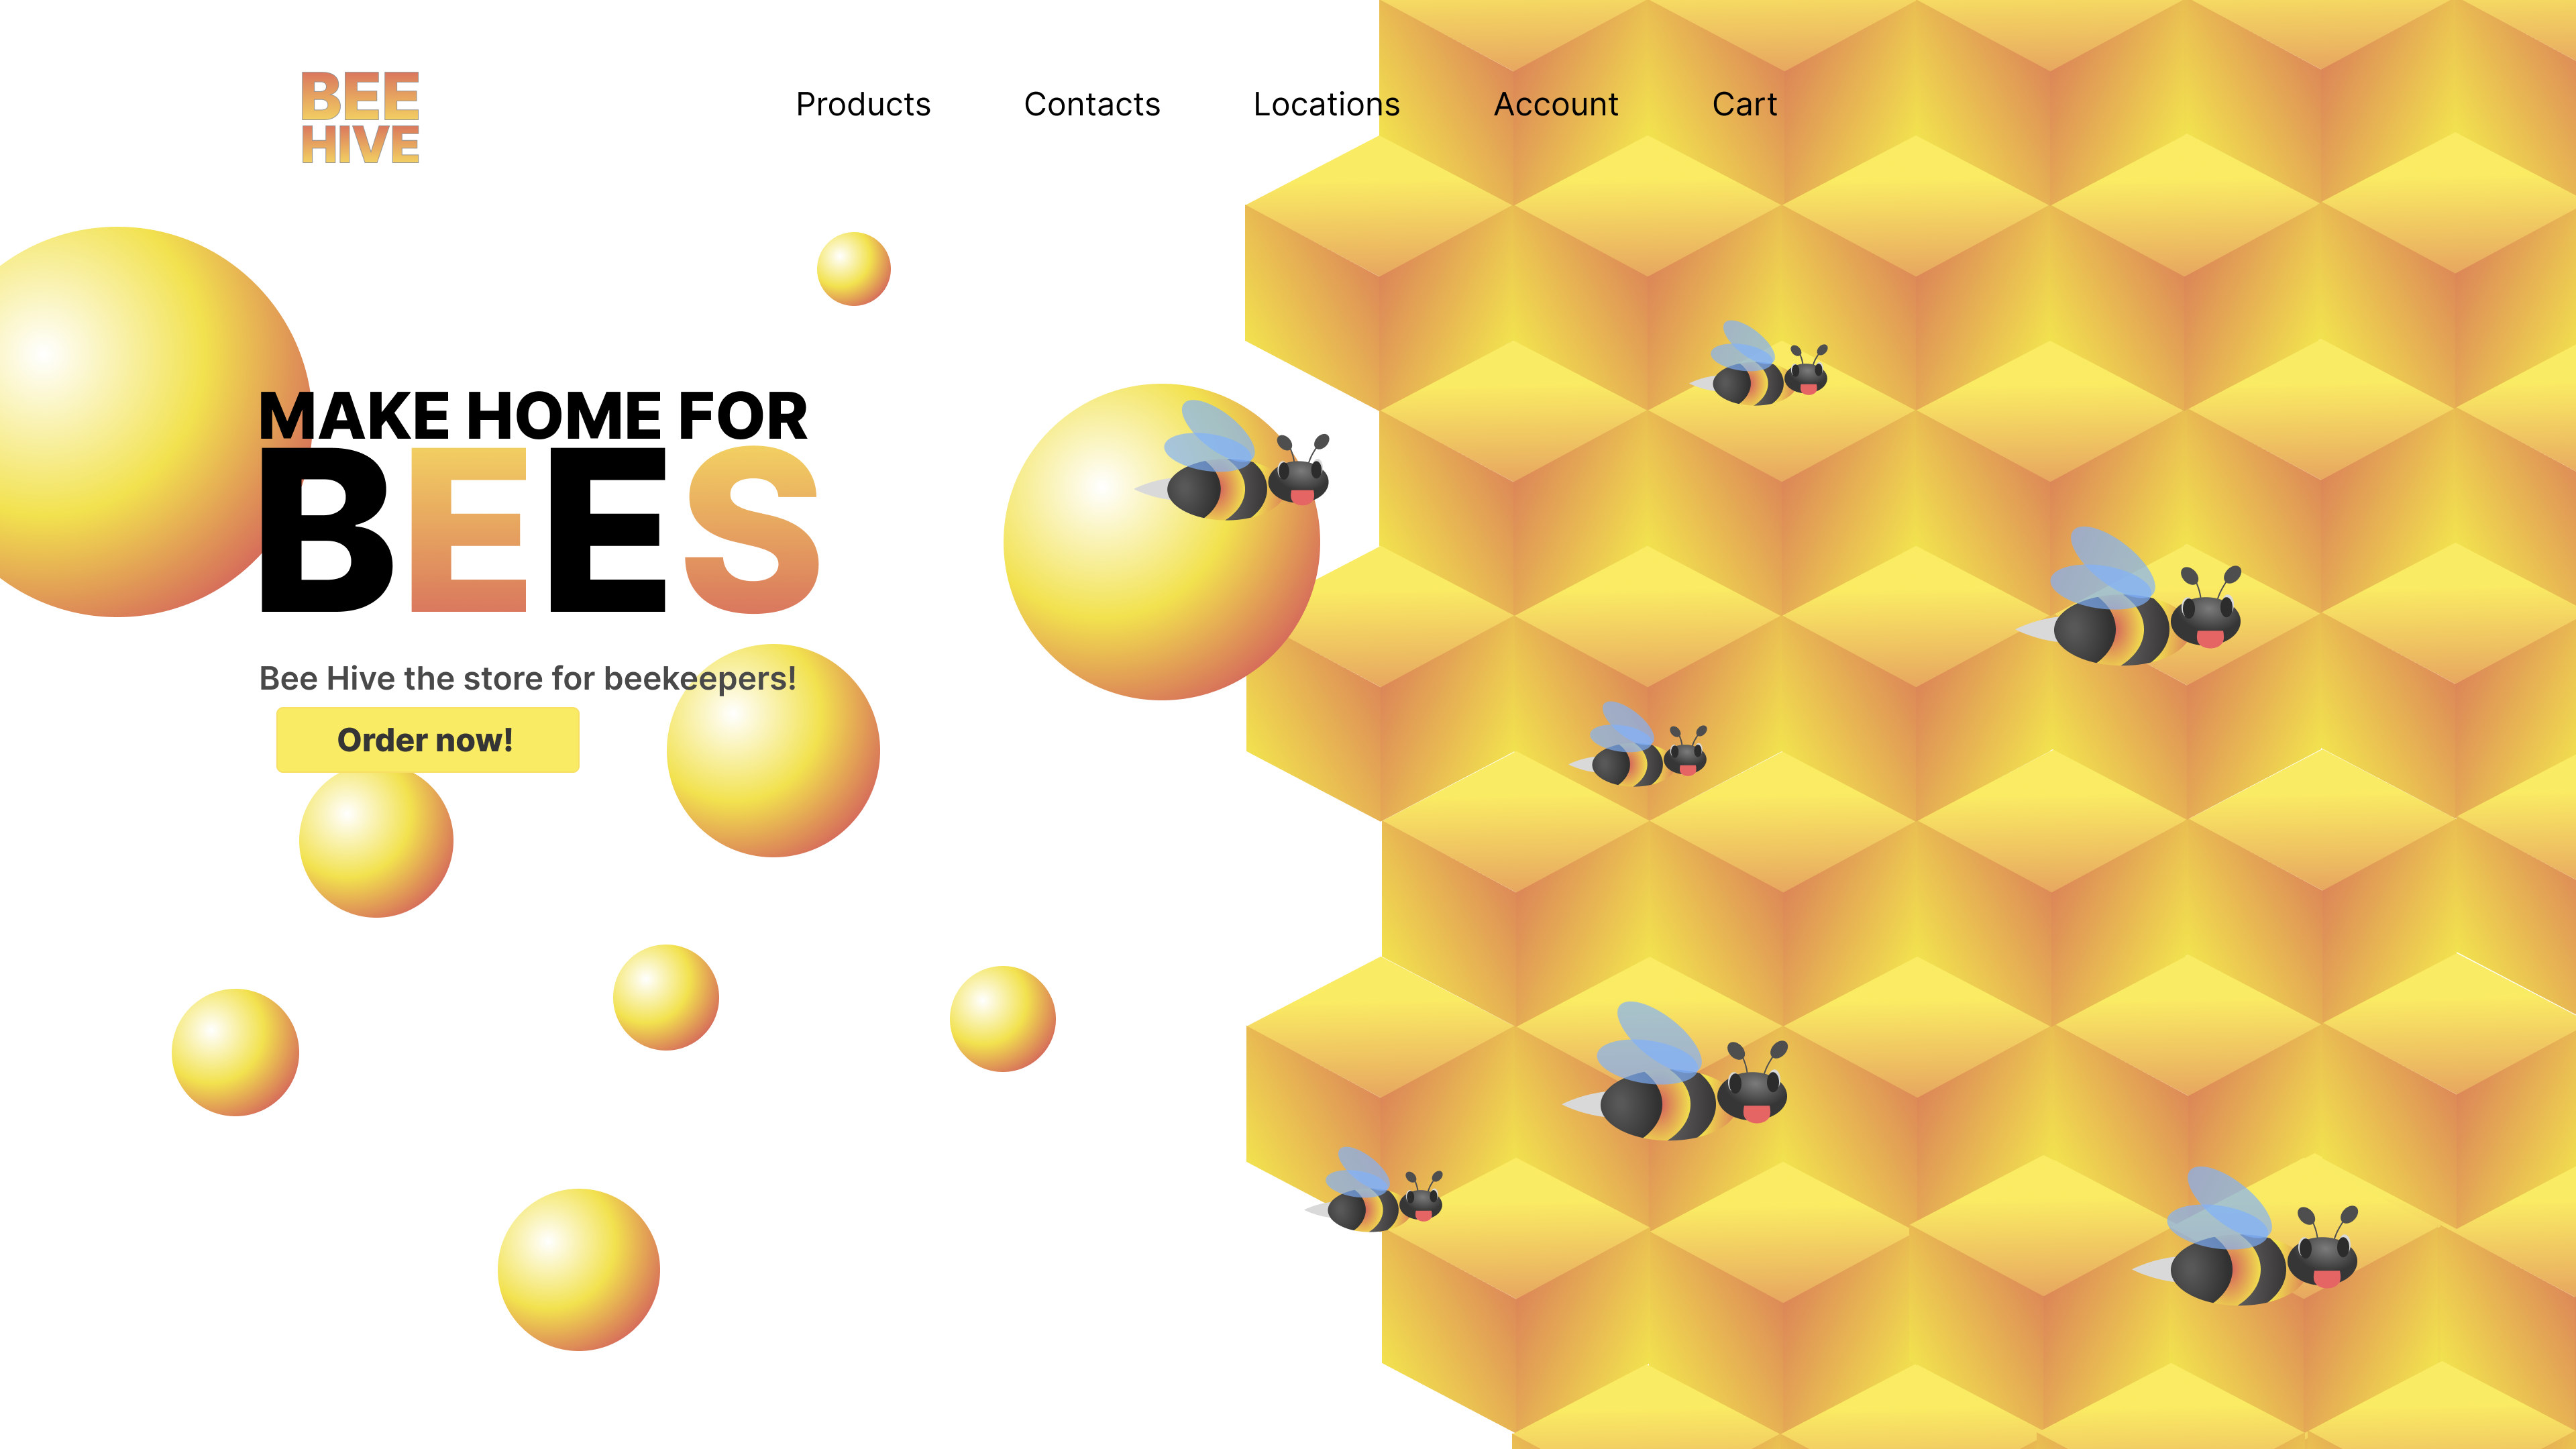 BEE
HIVE
Products Contacts Locations Account Cart
MAKE HOME FOR
BEES
Bee Hive the store for beekeepers!
Order now!